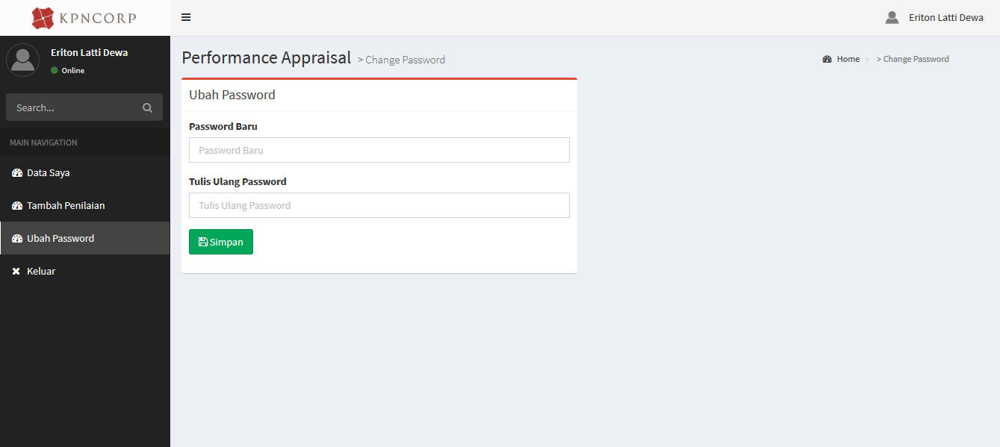 KPNCORP
Eriton Latti Dewa
Eriton Latti Dewa
Online
Search...
MAIN NAVIGATION
Data Saya
Tambah Penilaian
Ubah Password
Keluar
Performance Appraisal > Change Password
Home > > Change Password
Ubah Password
Password Baru
Password Baru
Tulis Ulang Password
Tulis Ulang Password
Simpan